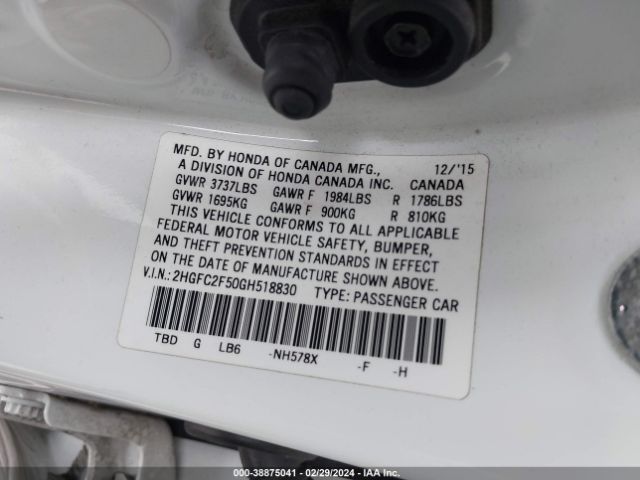 MFD. BY HONDA OF CANADA MFG., 12/'15
A DIVISION OF HONDA CANADA INC. CANADA
GVWR 3737LBS GAWR F 1984LBS R 1786LBS
GVWR 1695KG GAWR F 900KG R 810KG
THIS VEHICLE CONFORMS TO ALL APPLICABLE
FEDERAL MOTOR VEHICLE SAFETY, BUMPER,
AND THEFT PREVENTION STANDARDS IN EFFECT
ON THE DATE OF MANUFACTURE SHOWN ABOVE.
V.I.N.: 2HGFC2F50GH518830 TYPE: PASSENGER CAR
TBD G LB6 -NH578X -F -H
000-38875041 - 02/29/2024 - IAA Inc.